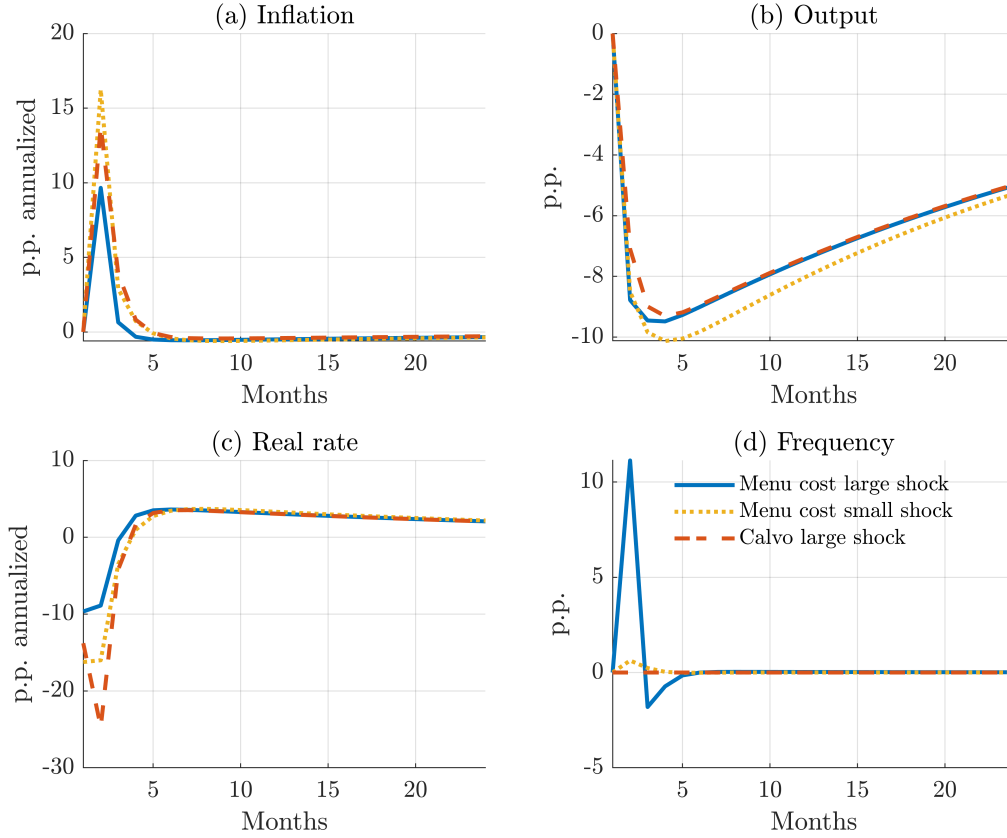 (a) Inflation
20
15
10
5
0
p.p. annualized
5
10
15
20
Months
(b) Output
0
-2
-4
-6
-8
-10
p.p.
5
10
15
20
Months
(c) Real rate
10
0
-10
-20
-30
p.p. annualized
5
10
15
20
Months
(d) Frequency
10
5
0
-5
p.p.
Menu cost large shock
Menu cost small shock
Calvo large shock
5
10
15
20
Months